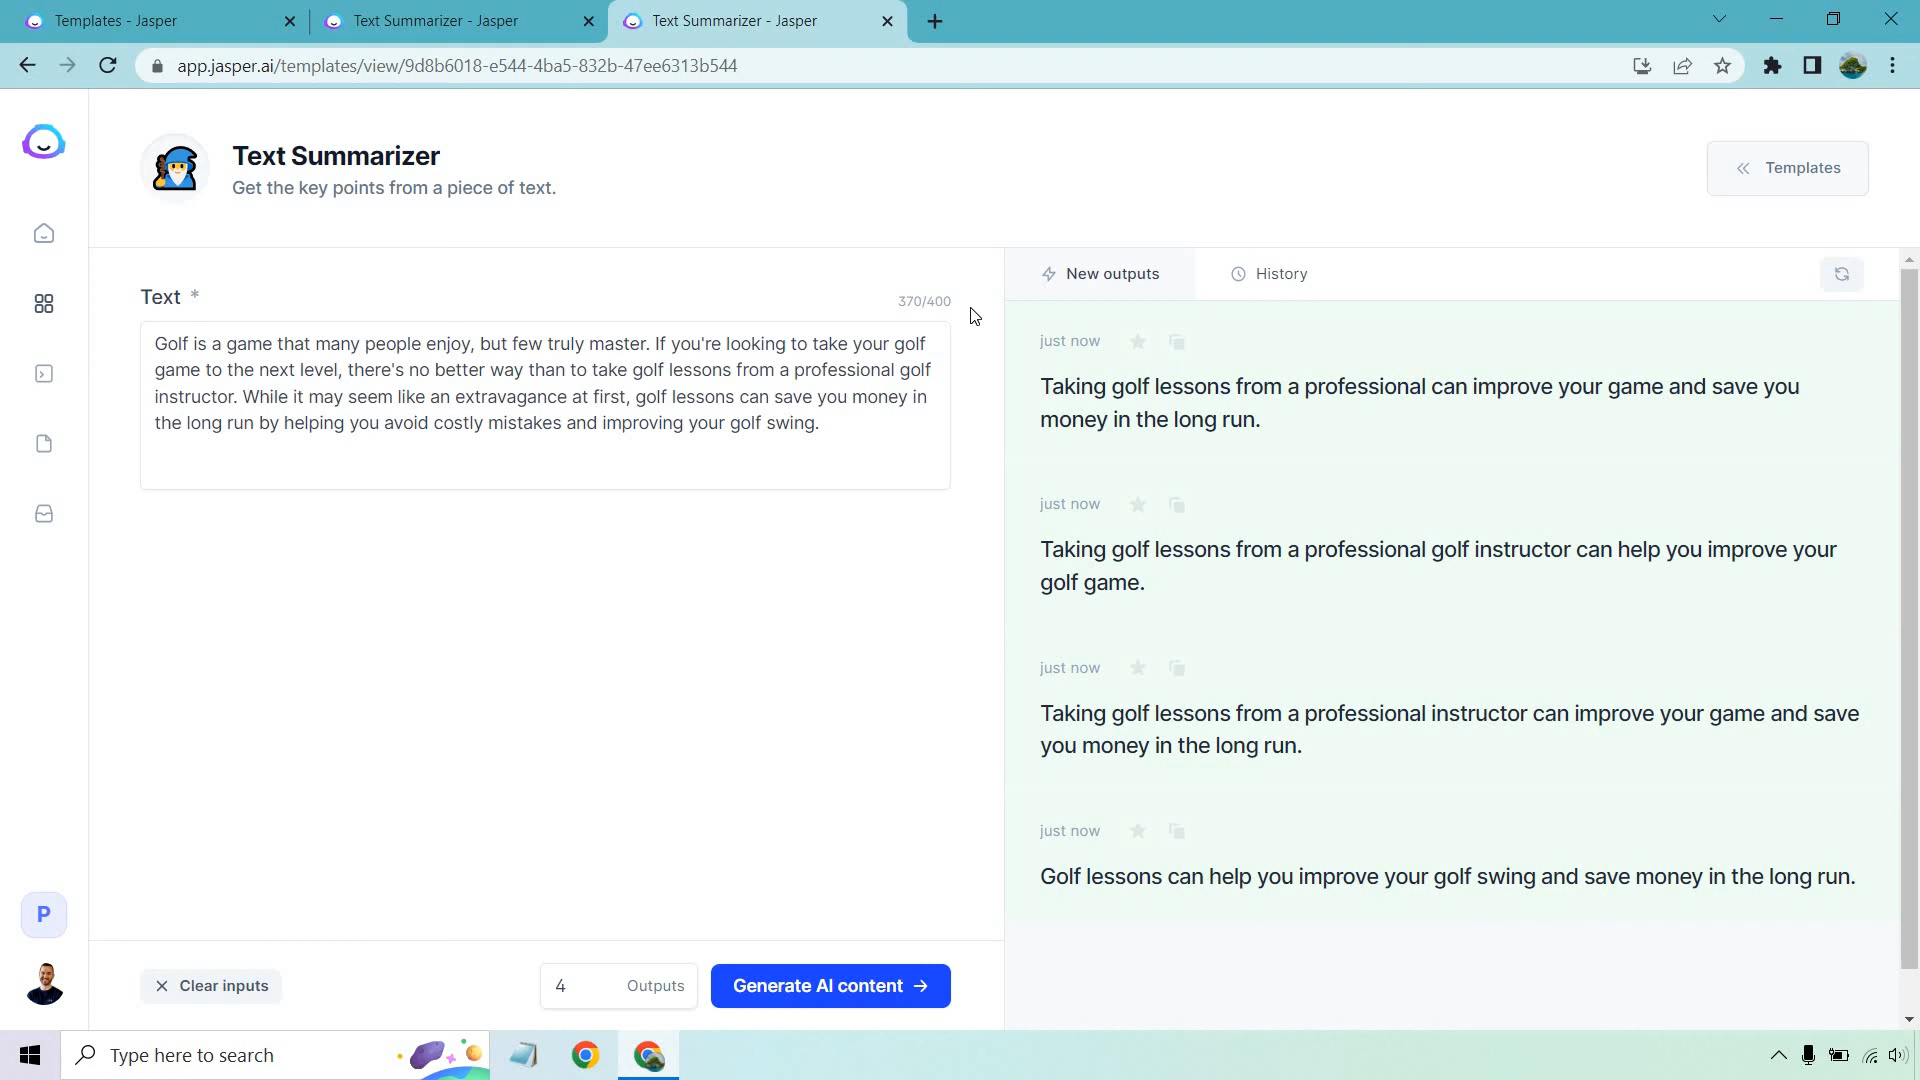 Templates - Jasper
Text Summarizer - Jasper
Text Summarizer - Jasper
app.jasper.ai/templates/view/9d8b6018-e544-4ba5-832b-47ee6313b544
Text Summarizer
Get the key points from a piece of text.
Templates
Text *
370/400
Golf is a game that many people enjoy, but few truly master. If you're looking to take your golf
game to the next level, there's no better way than to take golf lessons from a professional golf
instructor. While it may seem like an extravagance at first, golf lessons can save you money in
the long run by helping you avoid costly mistakes and improving your golf swing.
New outputs
History
just now
Taking golf lessons from a professional can improve your game and save you
money in the long run.
just now
Taking golf lessons from a professional golf instructor can help you improve your
golf game.
just now
Taking golf lessons from a professional instructor can improve your game and save
you money in the long run.
just now
Golf lessons can help you improve your golf swing and save money in the long run.
P
Clear inputs
4 Outputs
Generate AI content
Type here to search